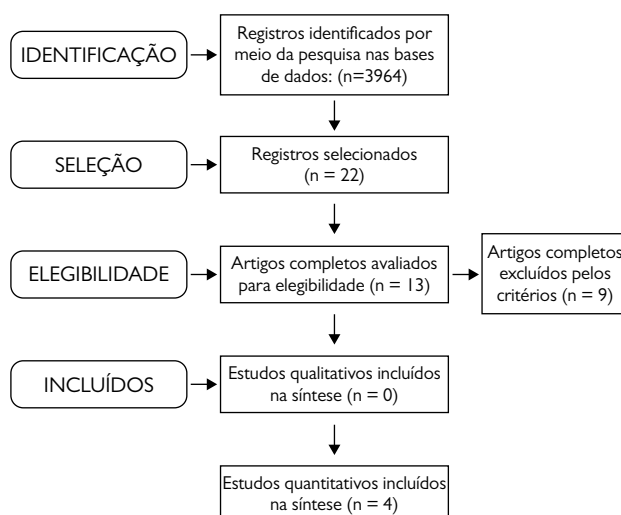 IDENTIFICAÇÃO
Registros identificados por
meio da pesquisa nas bases
de dados: (n=3964)
SELEÇÃO
Registros selecionados
(n = 22)
ELEGIBILIDADE
Artigos completos avaliados
para elegibilidade (n = 13)
Artigos completos
excluídos pelos
critérios (n = 9)
INCLUÍDOS
Estudos qualitativos incluídos
na síntese (n = 0)
Estudos quantitativos incluídos
na síntese (n = 4)